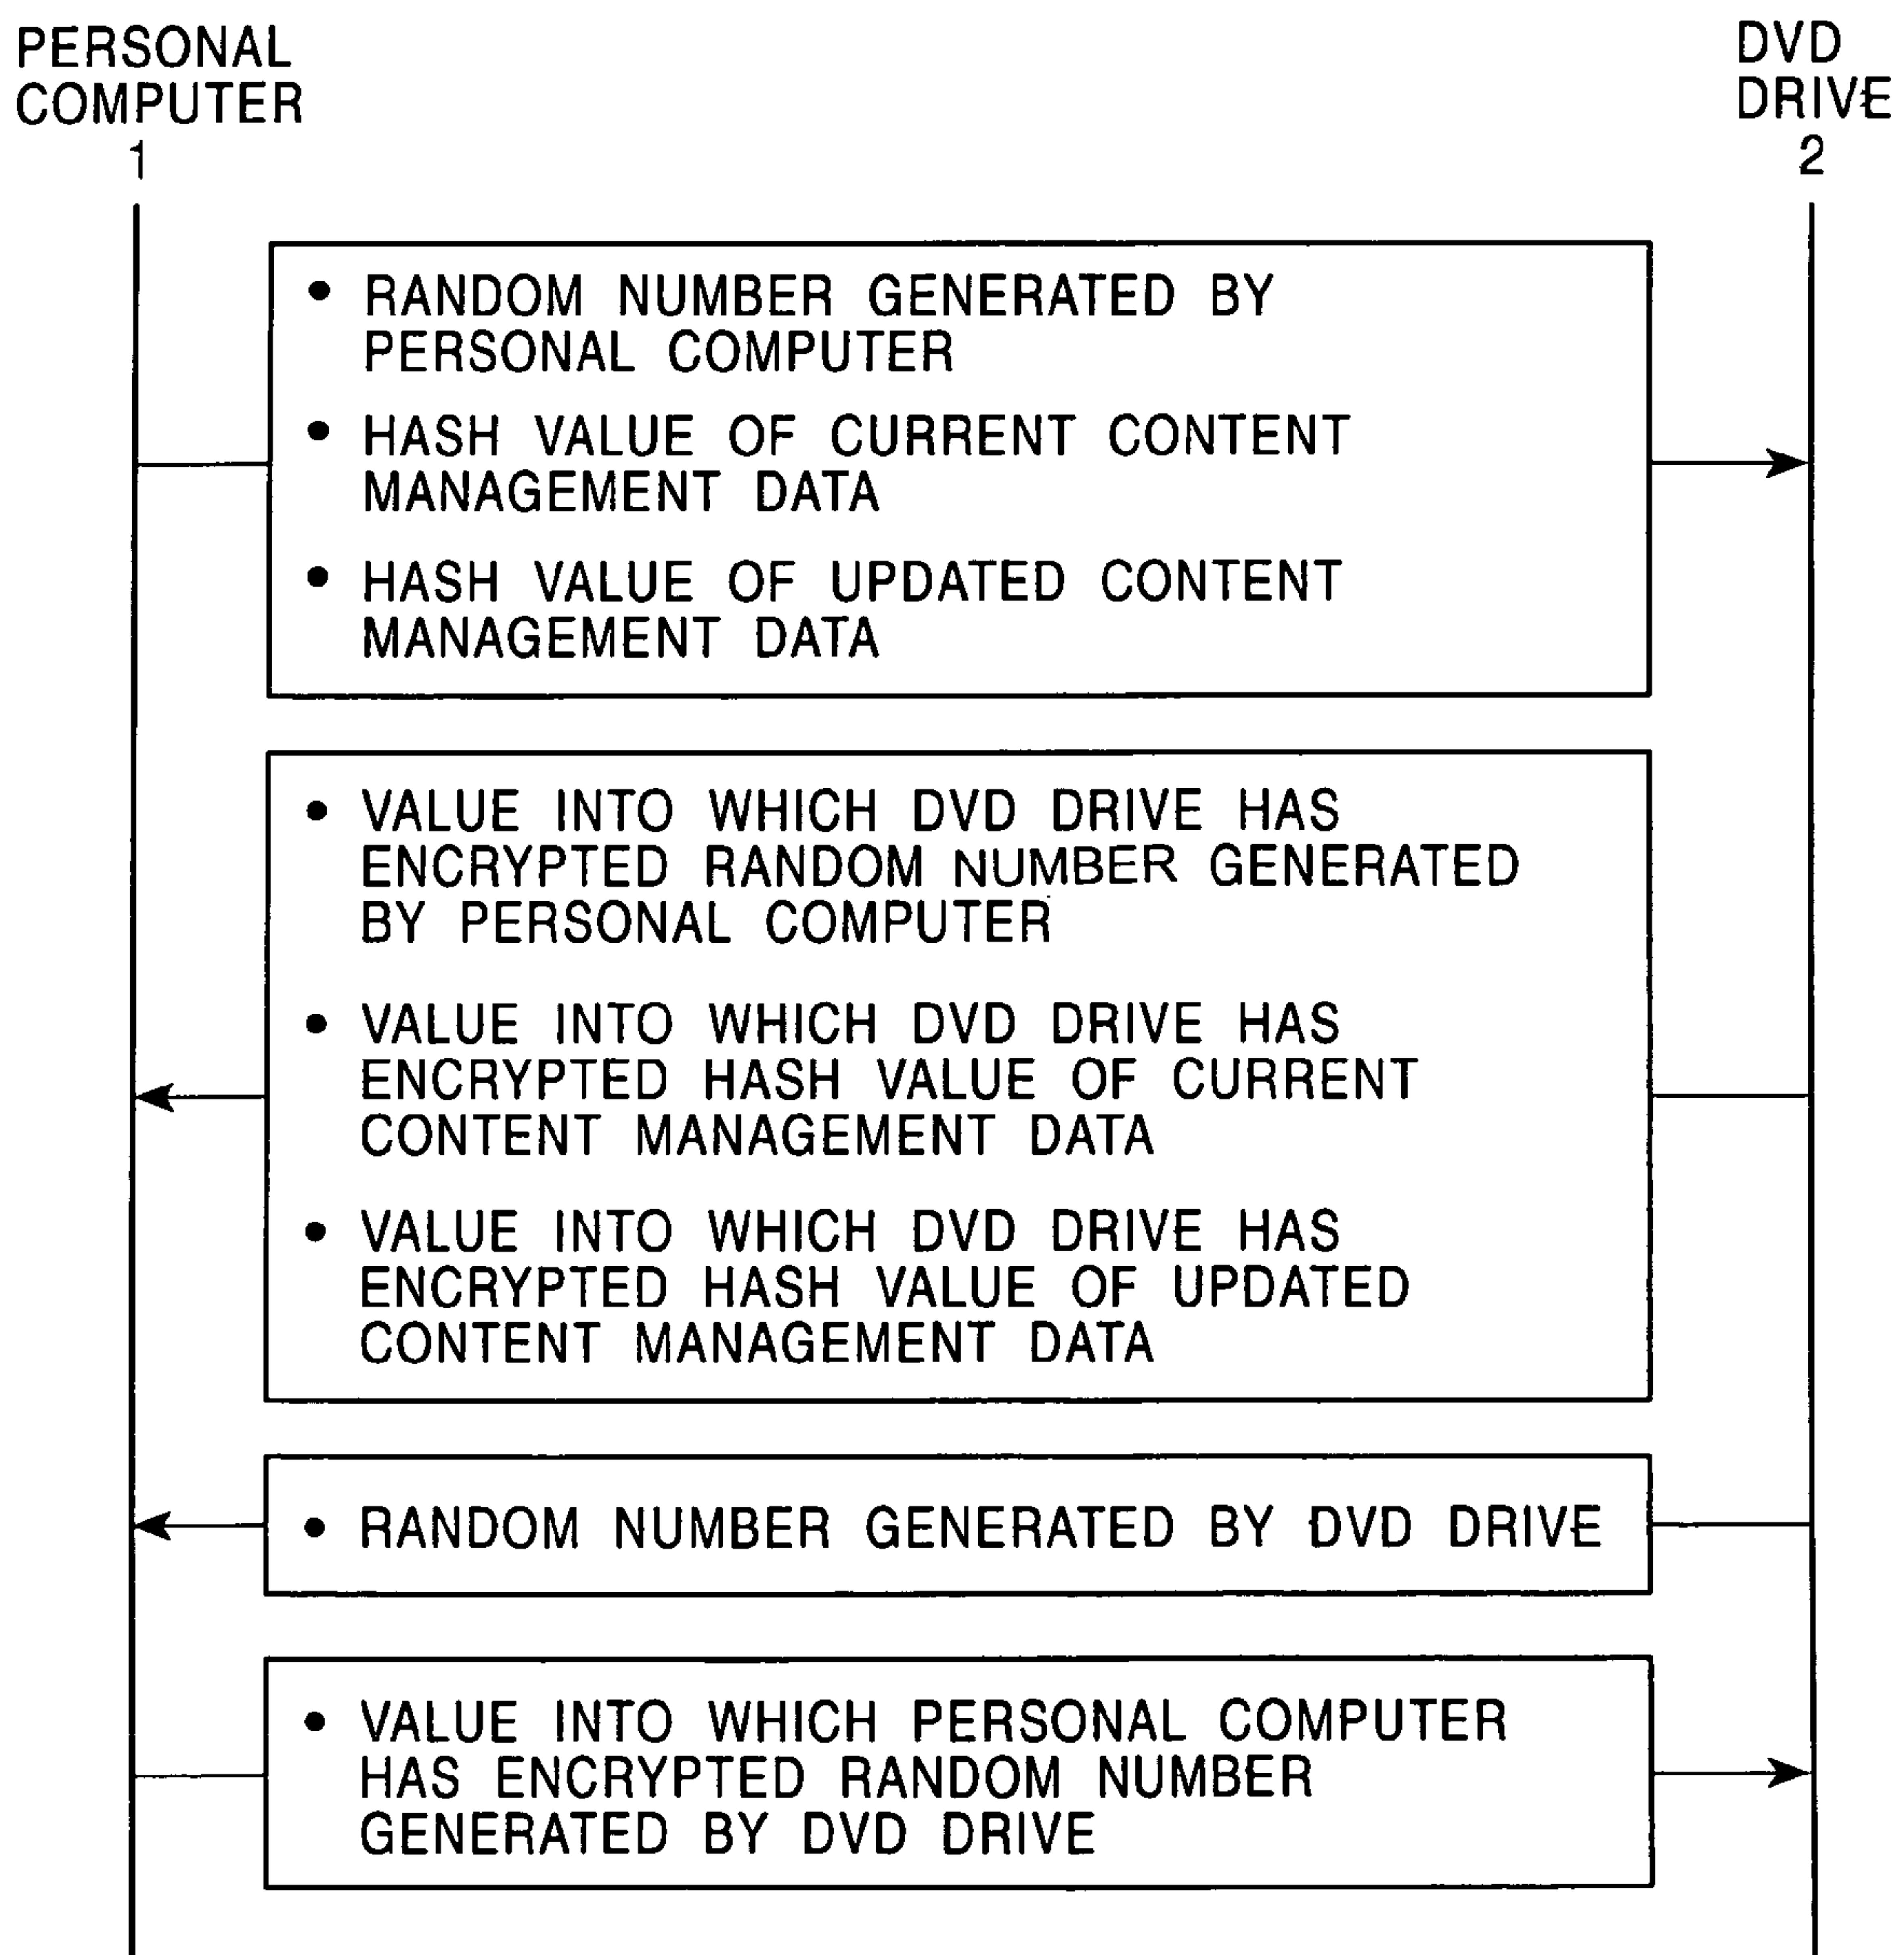 PERSONAL
COMPUTER
1
DVD
DRIVE
2
• RANDOM NUMBER GENERATED BY
PERSONAL COMPUTER
• HASH VALUE OF CURRENT CONTENT
MANAGEMENT DATA
• HASH VALUE OF UPDATED CONTENT
MANAGEMENT DATA
• VALUE INTO WHICH DVD DRIVE HAS
ENCRYPTED RANDOM NUMBER GENERATED
BY PERSONAL COMPUTER
• VALUE INTO WHICH DVD DRIVE HAS
ENCRYPTED HASH VALUE OF CURRENT
CONTENT MANAGEMENT DATA
• VALUE INTO WHICH DVD DRIVE HAS
ENCRYPTED HASH VALUE OF UPDATED
CONTENT MANAGEMENT DATA
• RANDOM NUMBER GENERATED BY DVD DRIVE
• VALUE INTO WHICH PERSONAL COMPUTER
HAS ENCRYPTED RANDOM NUMBER
GENERATED BY DVD DRIVE